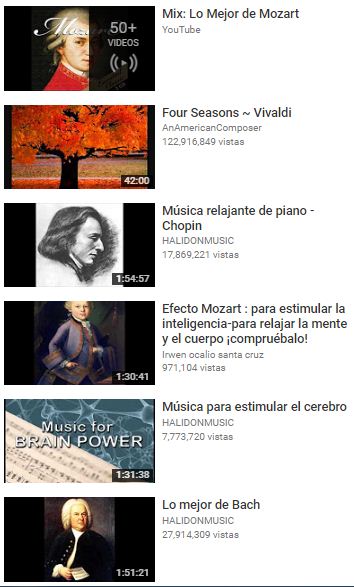 Mozart
50+
VIDEOS
Mix: Lo Mejor de Mozart
YouTube
42:00
Four Seasons ~ Vivaldi
AnAmericanComposer
122,916,849 vistas
1:54:57
Música relajante de piano -
Chopin
HALIDONMUSIC
17,869,221 vistas
1:30:41
Efecto Mozart : para estimular la
inteligencia-para relajar la mente
y el cuerpo ¡compruébalo!
Irwen ocalio santa cruz
971,104 vistas
Music for
BRAIN POWER
1:31:38
Música para estimular el cerebro
HALIDONMUSIC
7,773,720 vistas
1:51:21
Lo mejor de Bach
HALIDONMUSIC
27,914,309 vistas